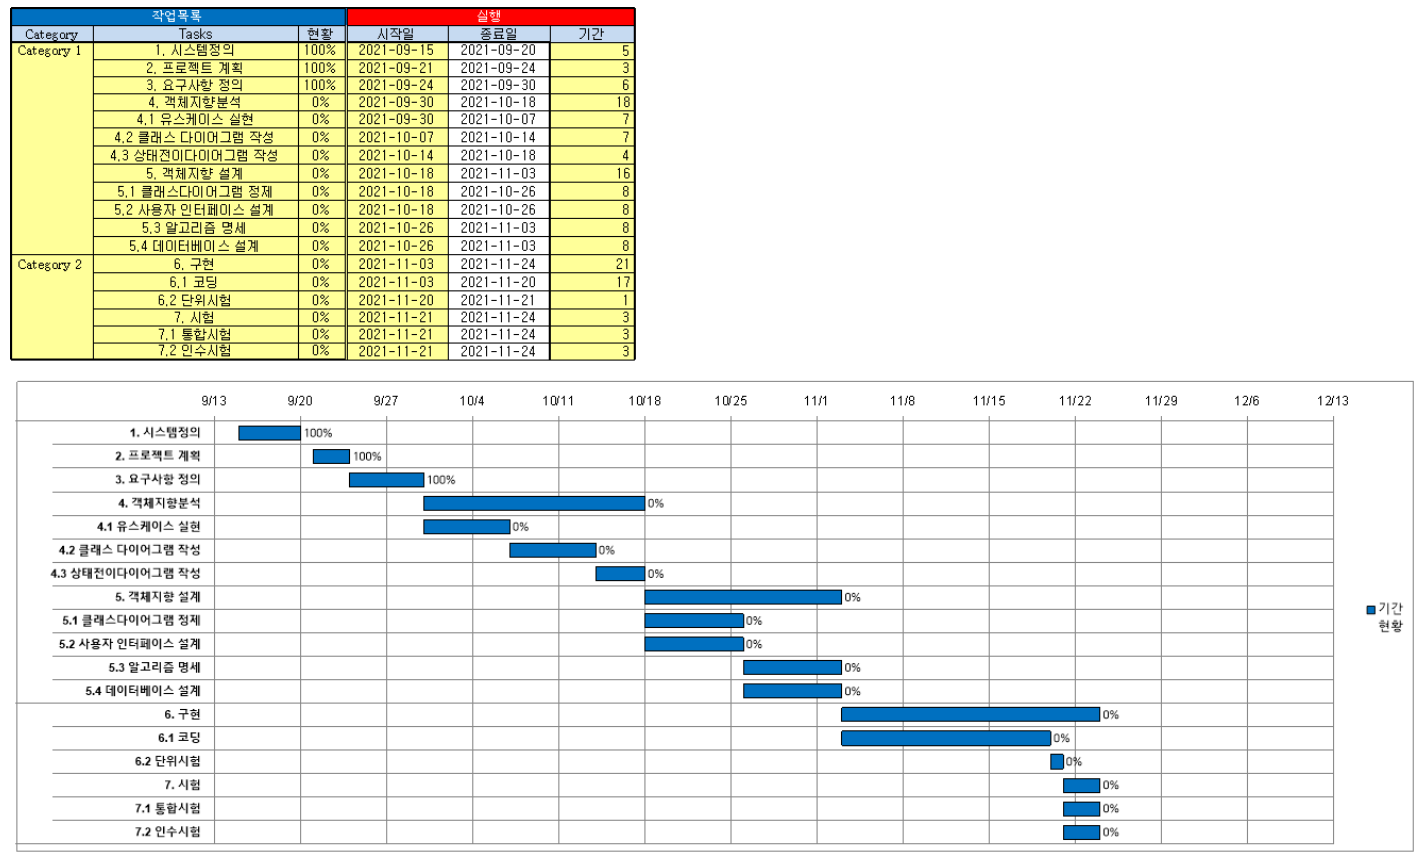 작업목록 실행
Category Tasks 현황 시작일 종료일 기간
Category 1 1. 시스템정의 100% 2021-09-15 2021-09-20 5
2. 프로젝트 계획 100% 2021-09-21 2021-09-24 3
3. 요구사항 정의 100% 2021-09-24 2021-09-30 6
4. 객체지향분석 0% 2021-09-30 2021-10-18 18
4.1 유스케이스 실현 0% 2021-09-30 2021-10-07 7
4.2 클래스 다이어그램 작성 0% 2021-10-07 2021-10-14 7
4.3 상태전이다이어그램 작성 0% 2021-10-14 2021-10-18 4
5. 객체지향 설계 0% 2021-10-18 2021-11-03 16
5.1 클래스다이어그램 정제 0% 2021-10-18 2021-10-26 8
5.2 사용자 인터페이스 설계 0% 2021-10-18 2021-10-26 8
5.3 알고리즘 명세 0% 2021-10-26 2021-11-03 8
5.4 데이터베이스 설계 0% 2021-10-26 2021-11-03 8
Category 2 6. 구현 0% 2021-11-03 2021-11-24 21
6.1 코딩 0% 2021-11-03 2021-11-20 17
6.2 단위시험 0% 2021-11-20 2021-11-21 1
7. 시험 0% 2021-11-21 2021-11-24 3
7.1 통합시험 0% 2021-11-21 2021-11-24 3
7.2 인수시험 0% 2021-11-21 2021-11-24 3
9/13 9/20 9/27 10/4 10/11 10/18 10/25 11/1 11/8 11/15 11/22 11/29 12/6 12/13
1. 시스템정의 100%
2. 프로젝트 계획 100%
3. 요구사항 정의 100%
4. 객체지향분석 0%
4.1 유스케이스 실현 0%
4.2 클래스 다이어그램 작성 0%
4.3 상태전이다이어그램 작성 0%
5. 객체지향 설계 0%
5.1 클래스다이어그램 정제 0%
5.2 사용자 인터페이스 설계 0%
5.3 알고리즘 명세 0%
5.4 데이터베이스 설계 0%
6. 구현 0%
6.1 코딩 0%
6.2 단위시험 0%
7. 시험 0%
7.1 통합시험 0%
7.2 인수시험 0%
기간
현황